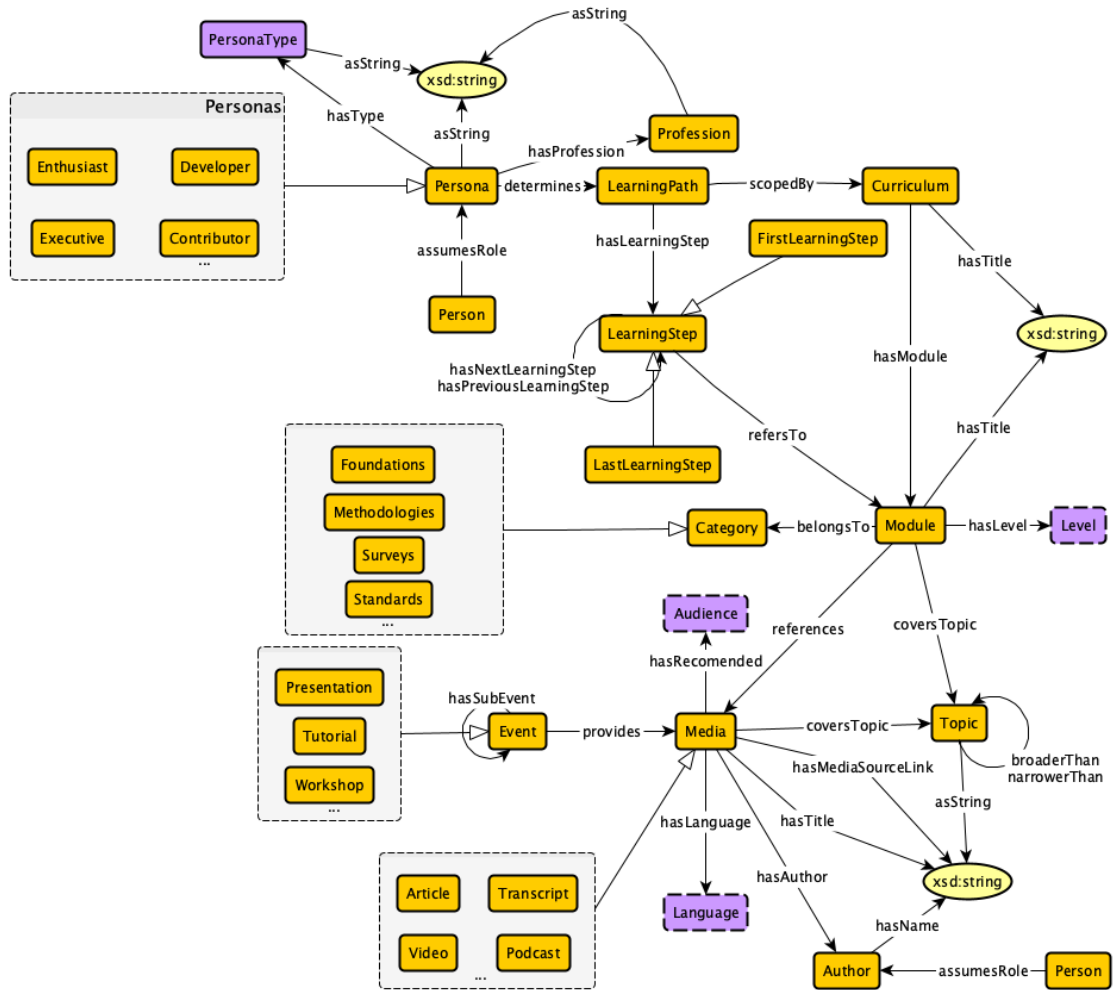 asString
PersonaType
asString
xsd:string
Personas
hasType
asString
Profession
hasProfession
Enthusiast
Developer
Persona
determines
LearningPath
scopedBy
Curriculum
Executive
Contributor
...
assumesRole
hasLearningStep
FirstLearningStep
hasTitle
Person
LearningStep
xsd:string
hasNextLearningStep
hasPreviousLearningStep
hasModule
refersTo
hasTitle
Foundations
LastLearningStep
Methodologies
Category
belongsTo
Module
hasLevel
Level
Surveys
Standards
...
Audience
references
coversTopic
hasRecomended
Presentation
hasSubEvent
Tutorial
Event
provides
Media
coversTopic
Topic
broaderThan
narrowerThan
Workshop
...
hasMediaSourceLink
asString
hasLanguage
hasTitle
hasAuthor
xsd:string
Article
Transcript
Language
hasName
Video
Podcast
...
Author
assumesRole
Person